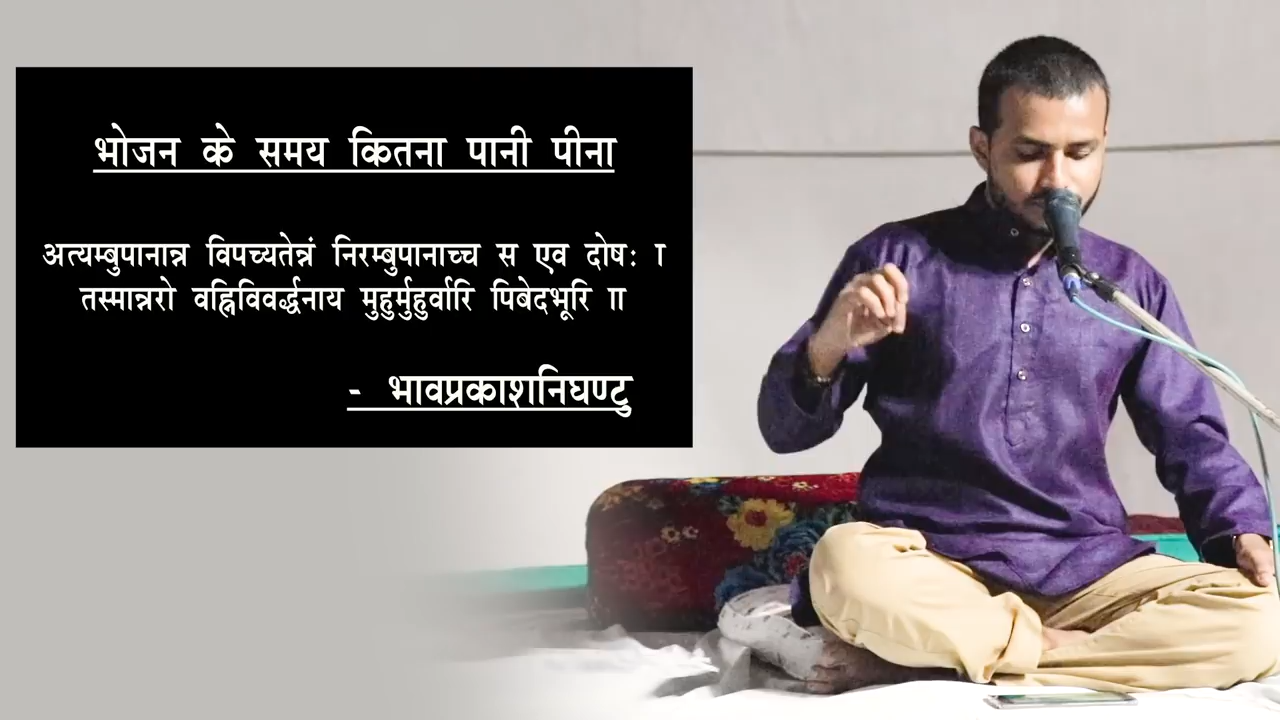 भोजन के समय कितना पानी पीना
अत्यम्बुपानान्न विपच्यतेन्नं निरम्बुपानाच्च स एव दोषः ।
तस्मान्नरो वह्निविवर्द्धनाय मुहुर्मुहुर्वारि पिबेदभूरि ॥
- भावप्रकाशनिघण्टु